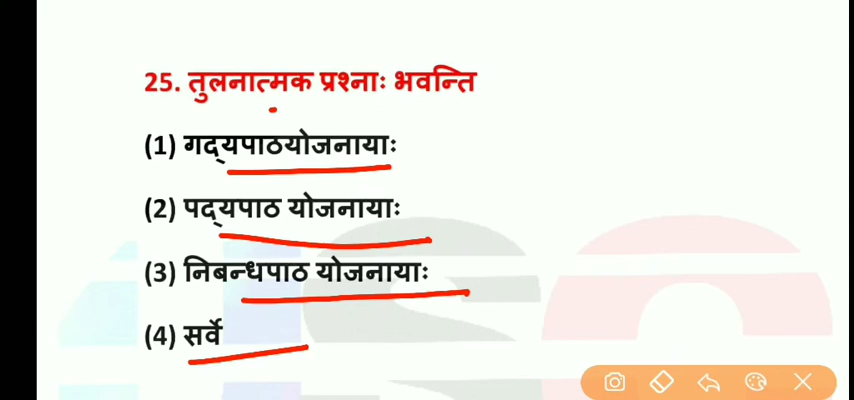 25. तुलनात्मक प्रश्नाः भवन्ति
(1) गद्यपाठयोजनायाः
(2) पद्यपाठ योजनायाः
(3) निबन्धपाठ योजनायाः
(4) सर्वे